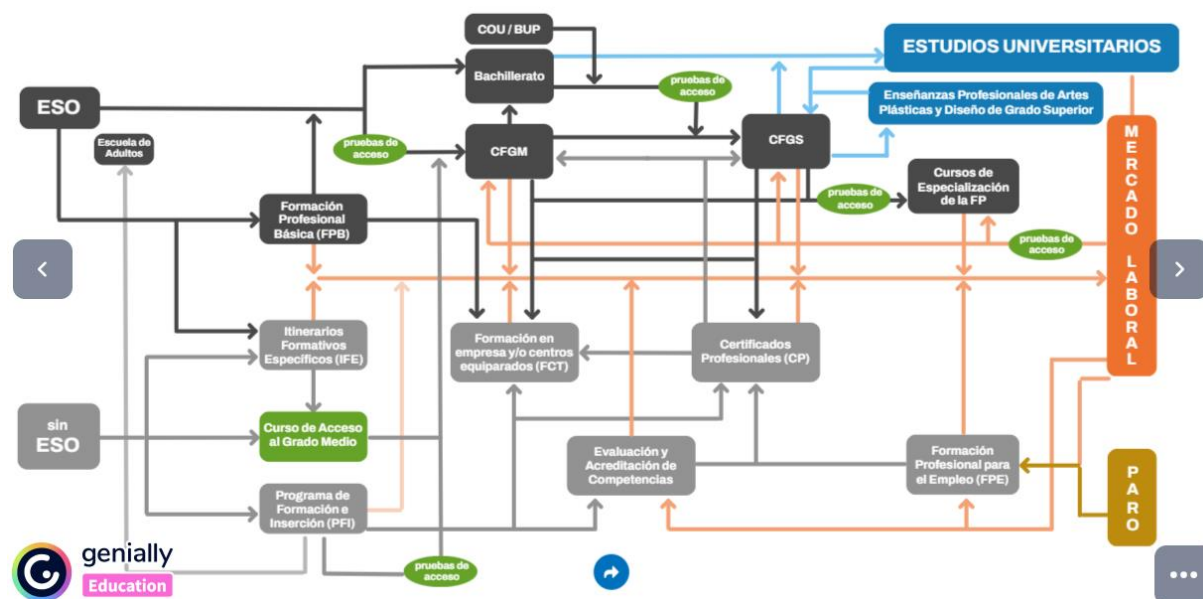 COU / BUP
ESTUDIOS UNIVERSITARIOS
Bachillerato
pruebas de
acceso
Enseñanzas Profesionales de Artes
Plásticas y Diseño de Grado Superior
ESO
Escuela de
Adultos
pruebas de
acceso
CFGM
CFGS
MERCADO LABORAL
Cursos de
Especialización
de la FP
pruebas de
acceso
Formación
Profesional
Básica (FPB)
pruebas de
acceso
Itinerarios
Formativos
Específicos (IFE)
Formación en
empresa y/o centros
equiparados (FCT)
Certificados
Profesionales (CP)
sin
ESO
Curso de Acceso
al Grado Medio
Evaluación y
Acreditación de
Competencias
Formación
Profesional para
el Empleo (FPE)
PARO
Programa de
Formación e
Inserción (PFI)
pruebas de
acceso
genially
Education